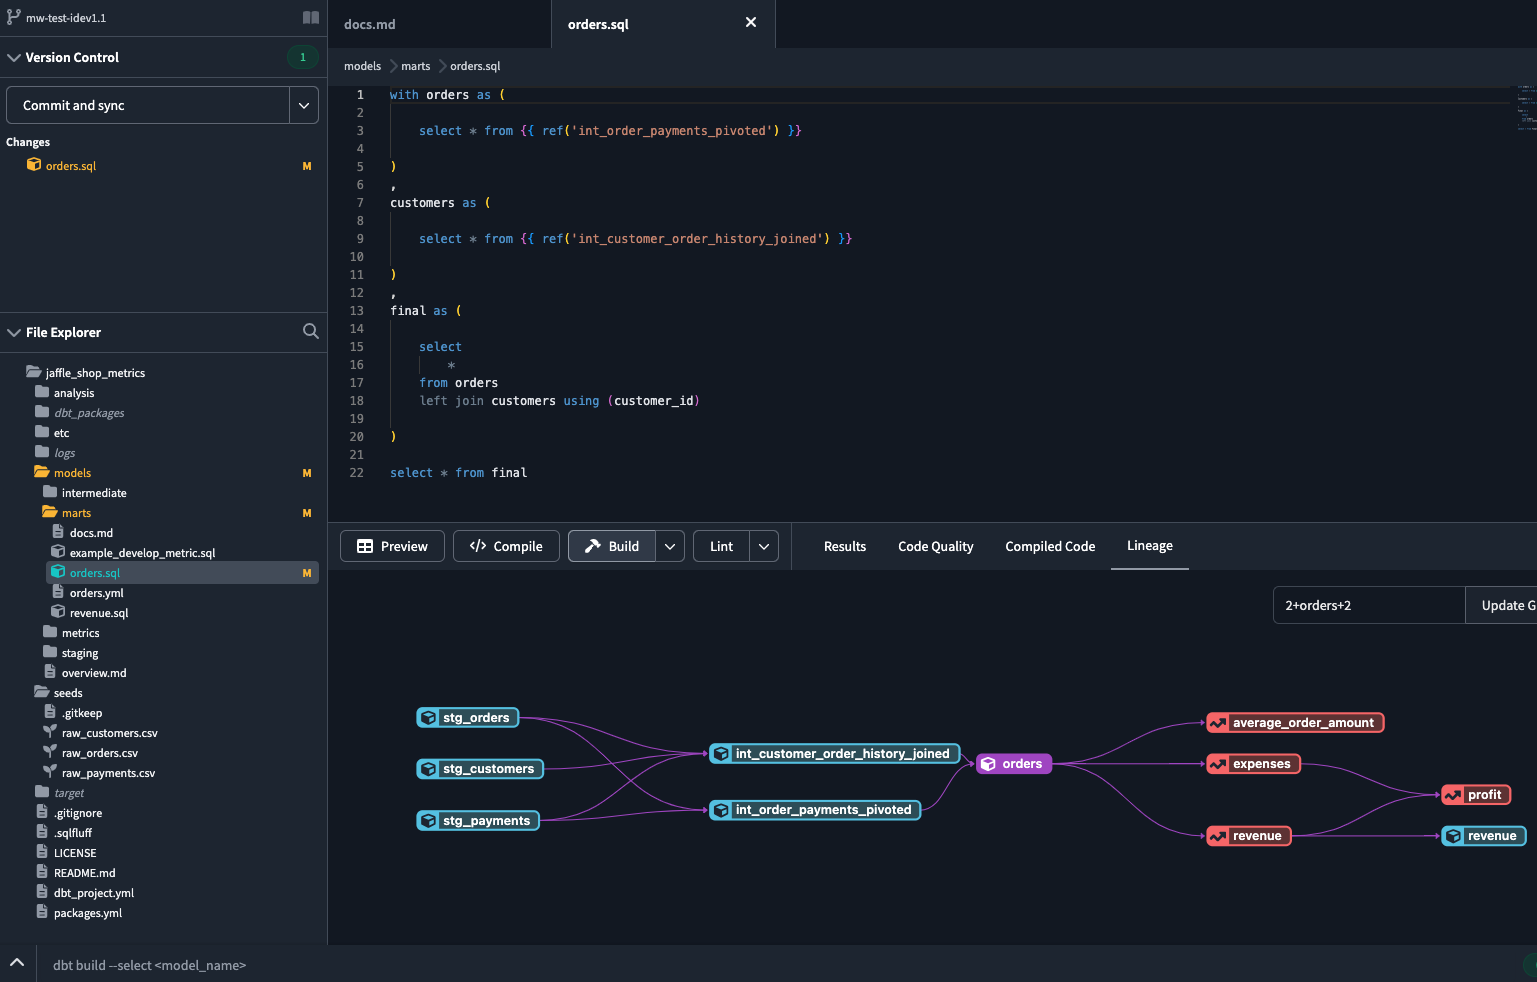 mw-test-idev1.1
Version Control
1
Commit and sync
Changes
orders.sql M
File Explorer
jaffle_shop_metrics
analysis
dbt_packages
etc
logs
models M
intermediate
marts M
docs.md
example_develop_metric.sql
orders.sql M
orders.yml
revenue.sql
metrics
staging
overview.md
seeds
.gitkeep
raw_customers.csv
raw_orders.csv
raw_payments.csv
target
.gitignore
.sqlfluff
LICENSE
README.md
dbt_project.yml
packages.yml
docs.md
orders.sql
models marts orders.sql
1 with orders as (
2
3 select * from {{ ref('int_order_payments_pivoted') }}
4
5 )
6 ,
7 customers as (
8
9 select * from {{ ref('int_customer_order_history_joined') }}
10
11 )
12 ,
13 final as (
14
15 select
16 *
17 from orders
18 left join customers using (customer_id)
19
20 )
21
22 select * from final
Preview
</> Compile
Build
Lint
Results
Code Quality
Compiled Code
Lineage
2+orders+2
Update G
stg_orders
stg_customers
stg_payments
int_customer_order_history_joined
int_order_payments_pivoted
orders
average_order_amount
expenses
revenue
profit
revenue
dbt build --select <model_name>